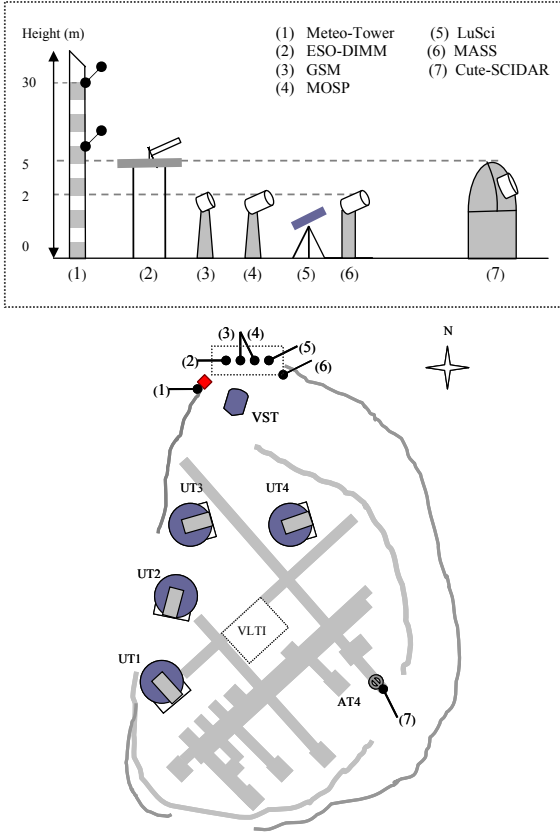 Height (m)
(1) Meteo-Tower (5) LuSci
(2) ESO-DIMM (6) MASS
(3) GSM (7) Cute-SCIDAR
(4) MOSP
30
5
2
0
(1) (2) (3) (4) (5) (6) (7)
(3) (4)
(2) (5)
(6)
(1)
N
VST
UT3 UT4
UT2
VLTI
UT1
AT4
(7)